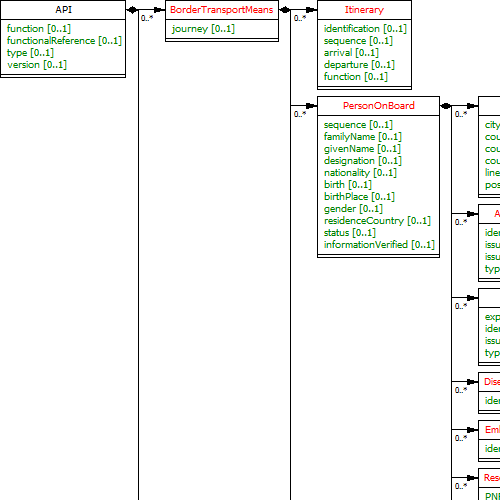 API
function [0..1]
functionalReference [0..1]
type [0..1]
version [0..1]
0..*
BorderTransportMeans
journey [0..1]
0..*
Itinerary
identification [0..1]
sequence [0..1]
arrival [0..1]
departure [0..1]
function [0..1]
0..*
PersonOnBoard
sequence [0..1]
familyName [0..1]
givenName [0..1]
designation [0..1]
nationality [0..1]
birth [0..1]
birthPlace [0..1]
gender [0..1]
residenceCountry [0..1]
status [0..1]
informationVerified [0..1]
0..*
city
cou
cou
cou
line
pos
0..*
A
ide
issu
issu
typ
0..*
exp
ide
issu
typ
0..*
Dise
ide
0..*
Em
ide
0..*
Res
PN